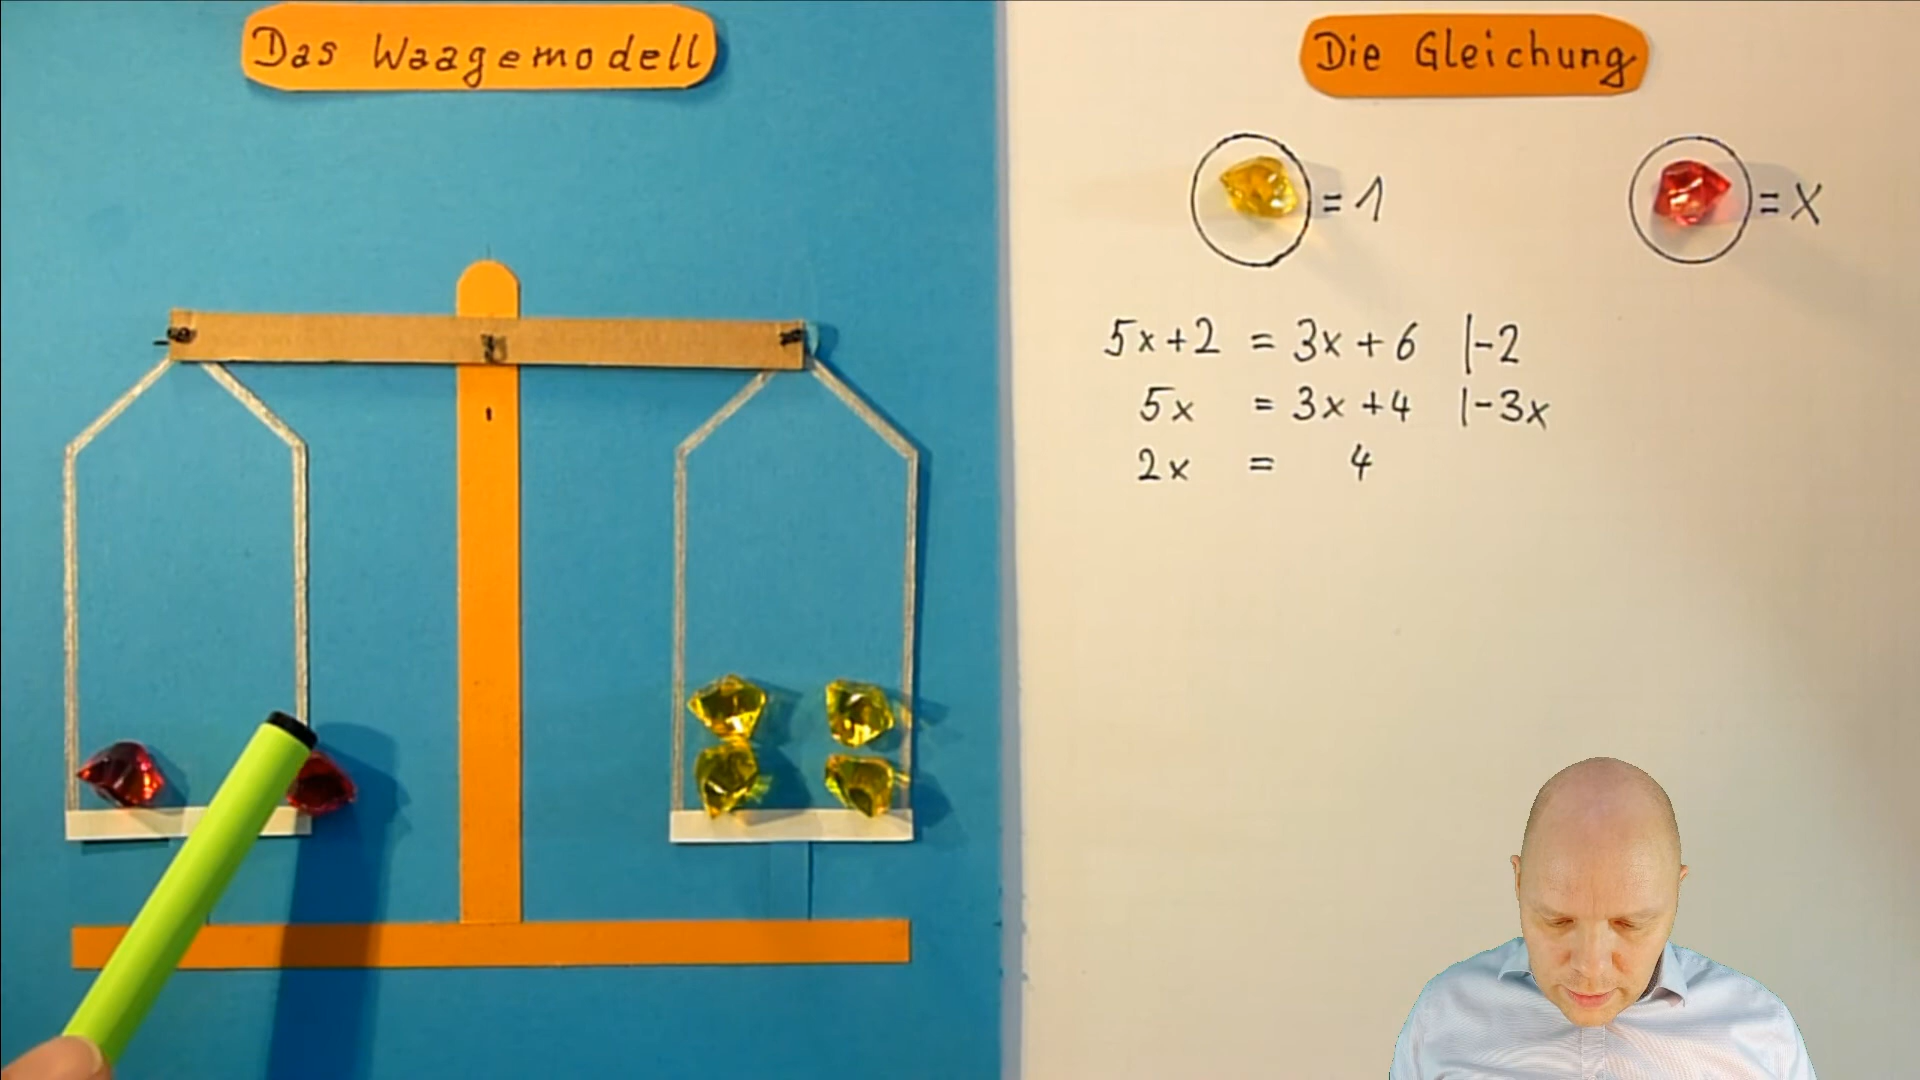 Das Waagemodell
Die Gleichung
= 1
= x
5x+2 = 3x+6 |-2
5x = 3x+4 |-3x
2x = 4